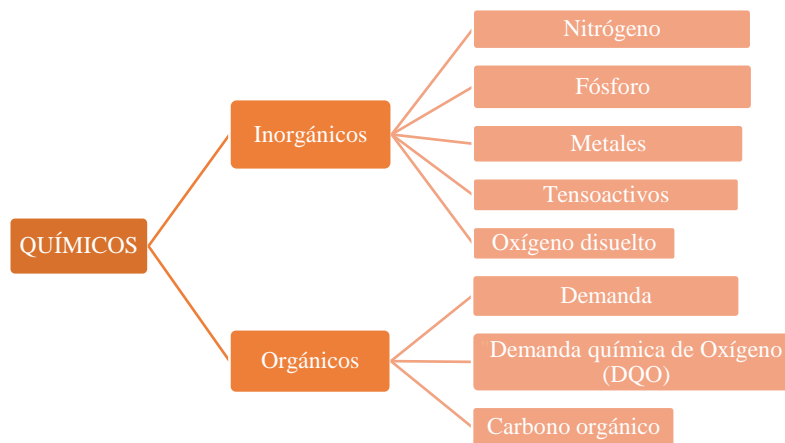 QUÍMICOS
Inorgánicos
Nitrógeno
Fósforo
Metales
Tensoactivos
Oxígeno disuelto
Orgánicos
Demanda
"Demanda química de Oxígeno
(DQO)
Carbono orgánico